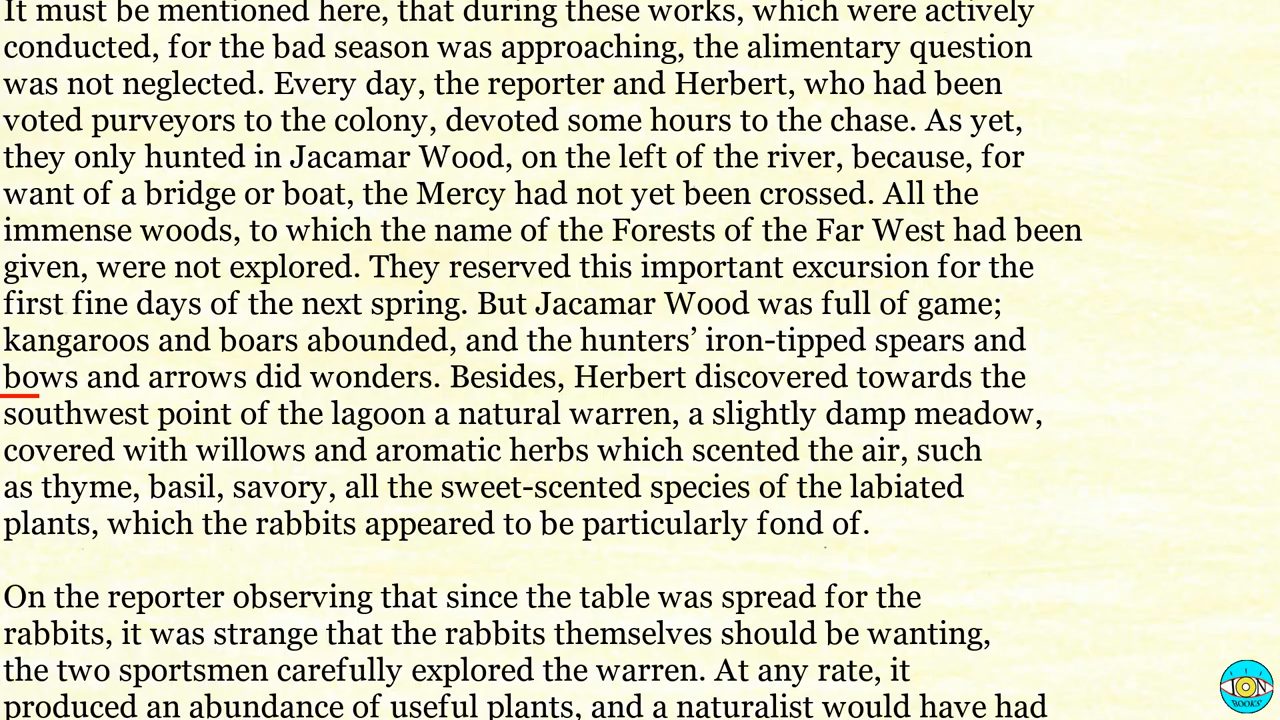 It must be mentioned here, that during these works, which were actively
conducted, for the bad season was approaching, the alimentary question
was not neglected. Every day, the reporter and Herbert, who had been
voted purveyors to the colony, devoted some hours to the chase. As yet,
they only hunted in Jacamar Wood, on the left of the river, because, for
want of a bridge or boat, the Mercy had not yet been crossed. All the
immense woods, to which the name of the Forests of the Far West had been
given, were not explored. They reserved this important excursion for the
first fine days of the next spring. But Jacamar Wood was full of game;
kangaroos and boars abounded, and the hunters’ iron-tipped spears and
bows and arrows did wonders. Besides, Herbert discovered towards the
southwest point of the lagoon a natural warren, a slightly damp meadow,
covered with willows and aromatic herbs which scented the air, such
as thyme, basil, savory, all the sweet-scented species of the labiated
plants, which the rabbits appeared to be particularly fond of.
On the reporter observing that since the table was spread for the
rabbits, it was strange that the rabbits themselves should be wanting,
the two sportsmen carefully explored the warren. At any rate, it
produced an abundance of useful plants, and a naturalist would have had
ION
BOOKS